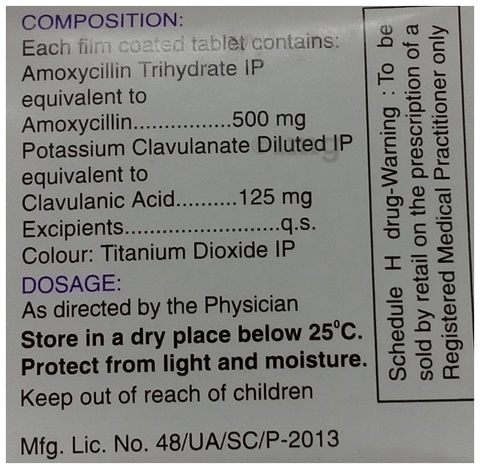 COMPOSITION:
Each film coated tablet contains:
Amoxycillin Trihydrate IP
equivalent to
Amoxycillin...............500 mg
Potassium Clavulanate Diluted IP
equivalent to
Clavulanic Acid..........125 mg
Excipients.........................q.s.
Colour: Titanium Dioxide IP
DOSAGE:
As directed by the Physician
Store in a dry place below 25°C.
Protect from light and moisture.
Keep out of reach of children
Mfg. Lic. No. 48/UA/SC/P-2013
Schedule H drug-Warning : To be
sold by retail on the prescription of a
Registered Medical Practitioner only